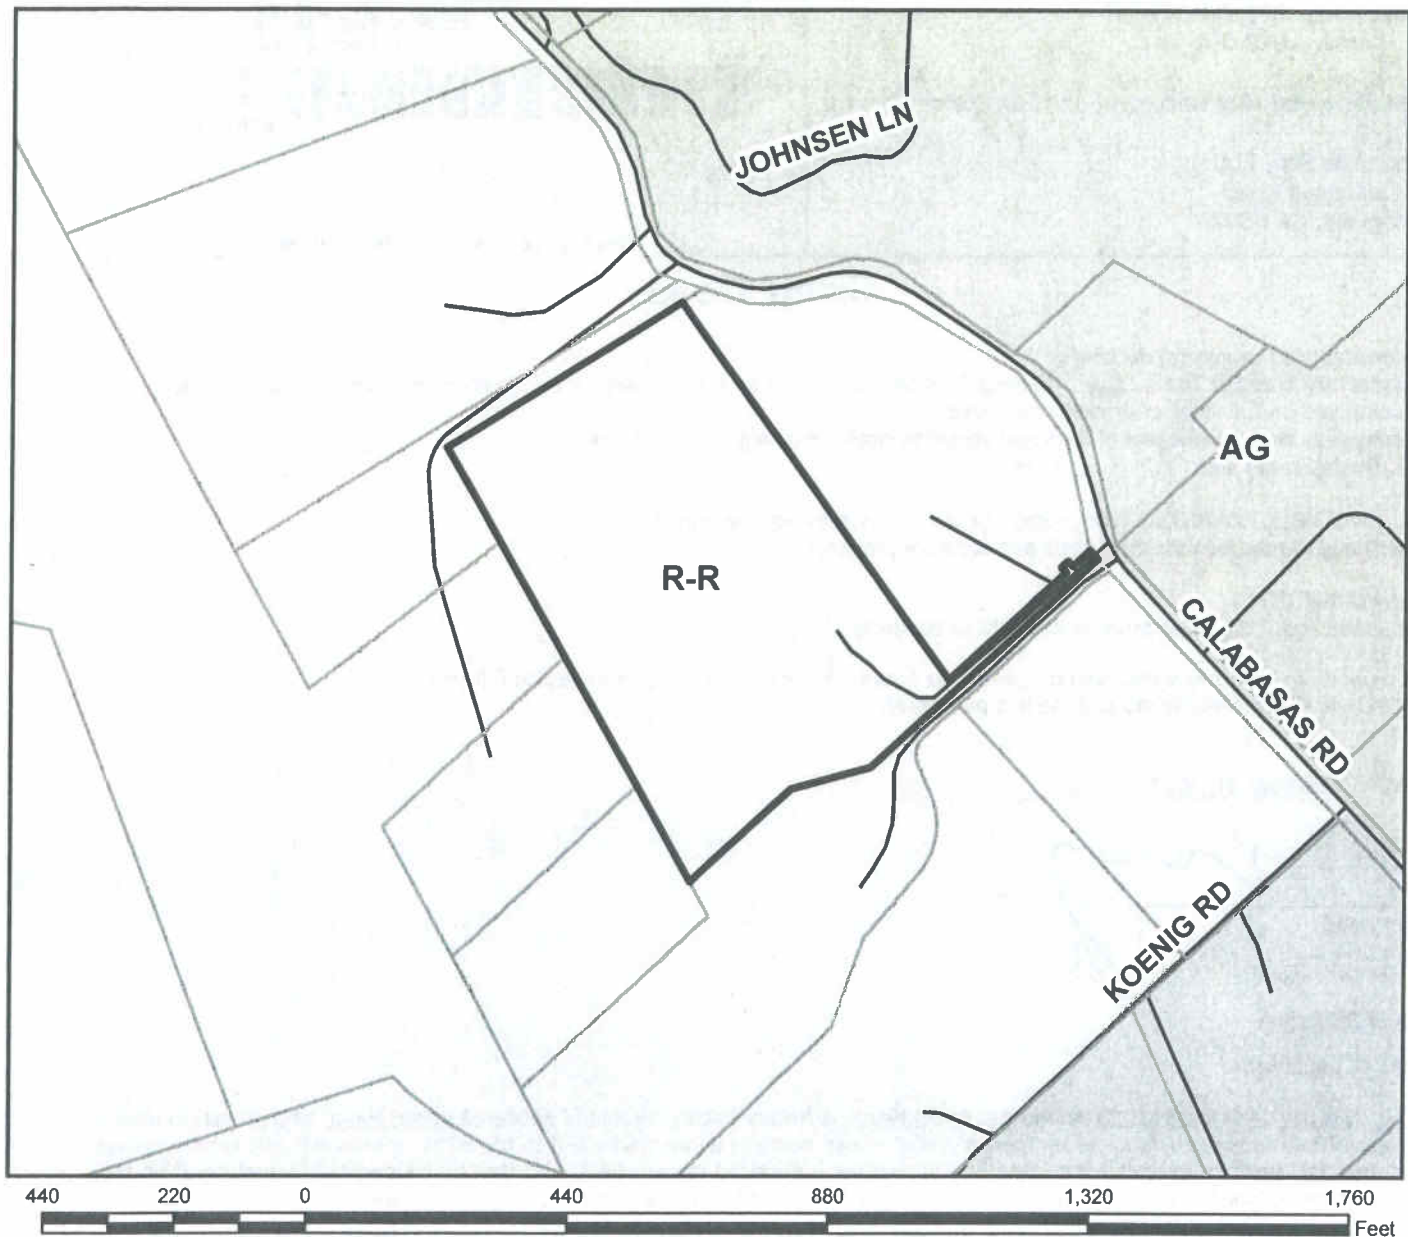 JOHNSEN LN
AG
R-R
CALABASAS RD
KOENIG RD
440 220 0 440 880 1,320 1,760
Feet